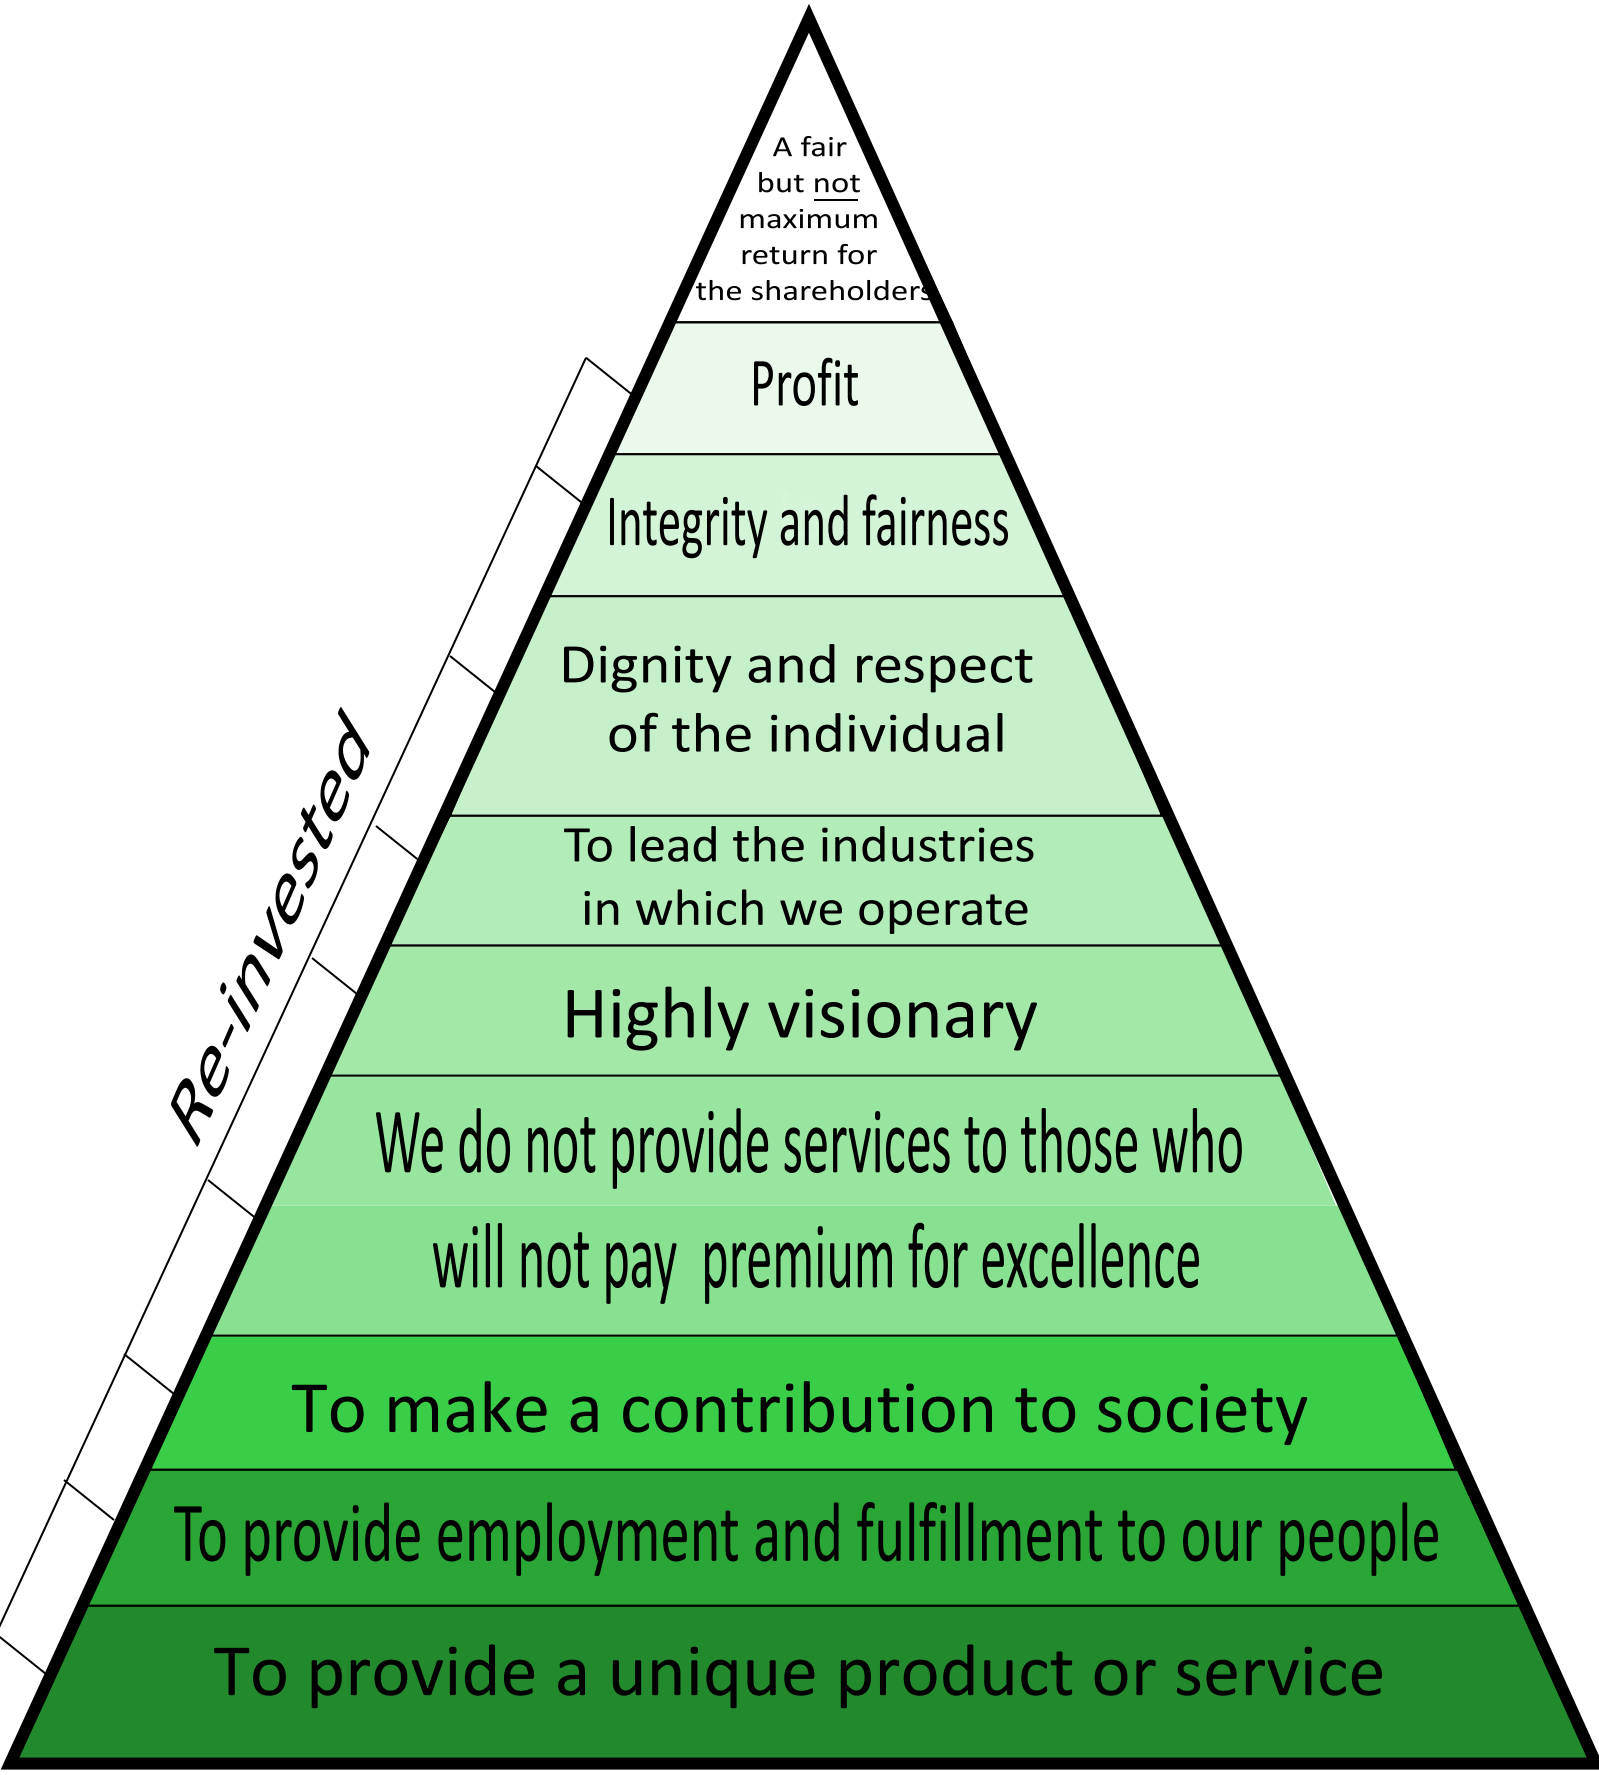 A fair
but not
maximum
return for
the shareholders
Profit
Integrity and fairness
Dignity and respect
of the individual
To lead the industries
in which we operate
Highly visionary
We do not provide services to those who
will not pay premium for excellence
To make a contribution to society
To provide employment and fulfillment to our people
To provide a unique product or service
Re-invested